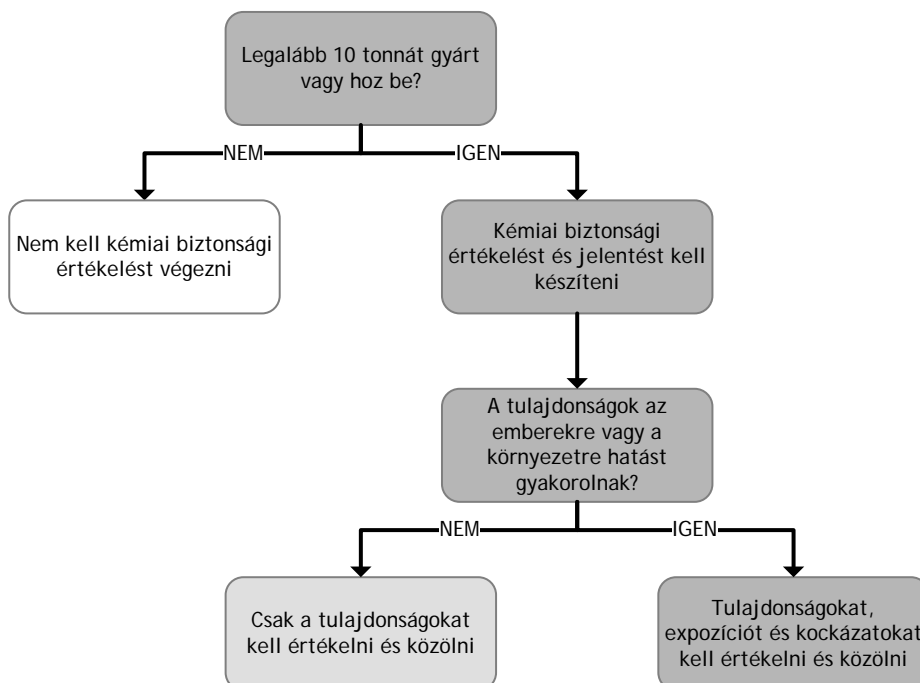 Legalább 10 tonnát gyárt
vagy hoz be?
NEM
IGEN
Nem kell kémiai biztonsági
értékelést végezni
Kémiai biztonsági
értékelést és jelentést kell
készíteni
A tulajdonságok az
emberekre vagy a
környezetre hatást
gyakorolnak?
NEM
IGEN
Csak a tulajdonságokat
kell értékelni és közölni
Tulajdonságokat,
expozíciót és kockázatokat
kell értékelni és közölni